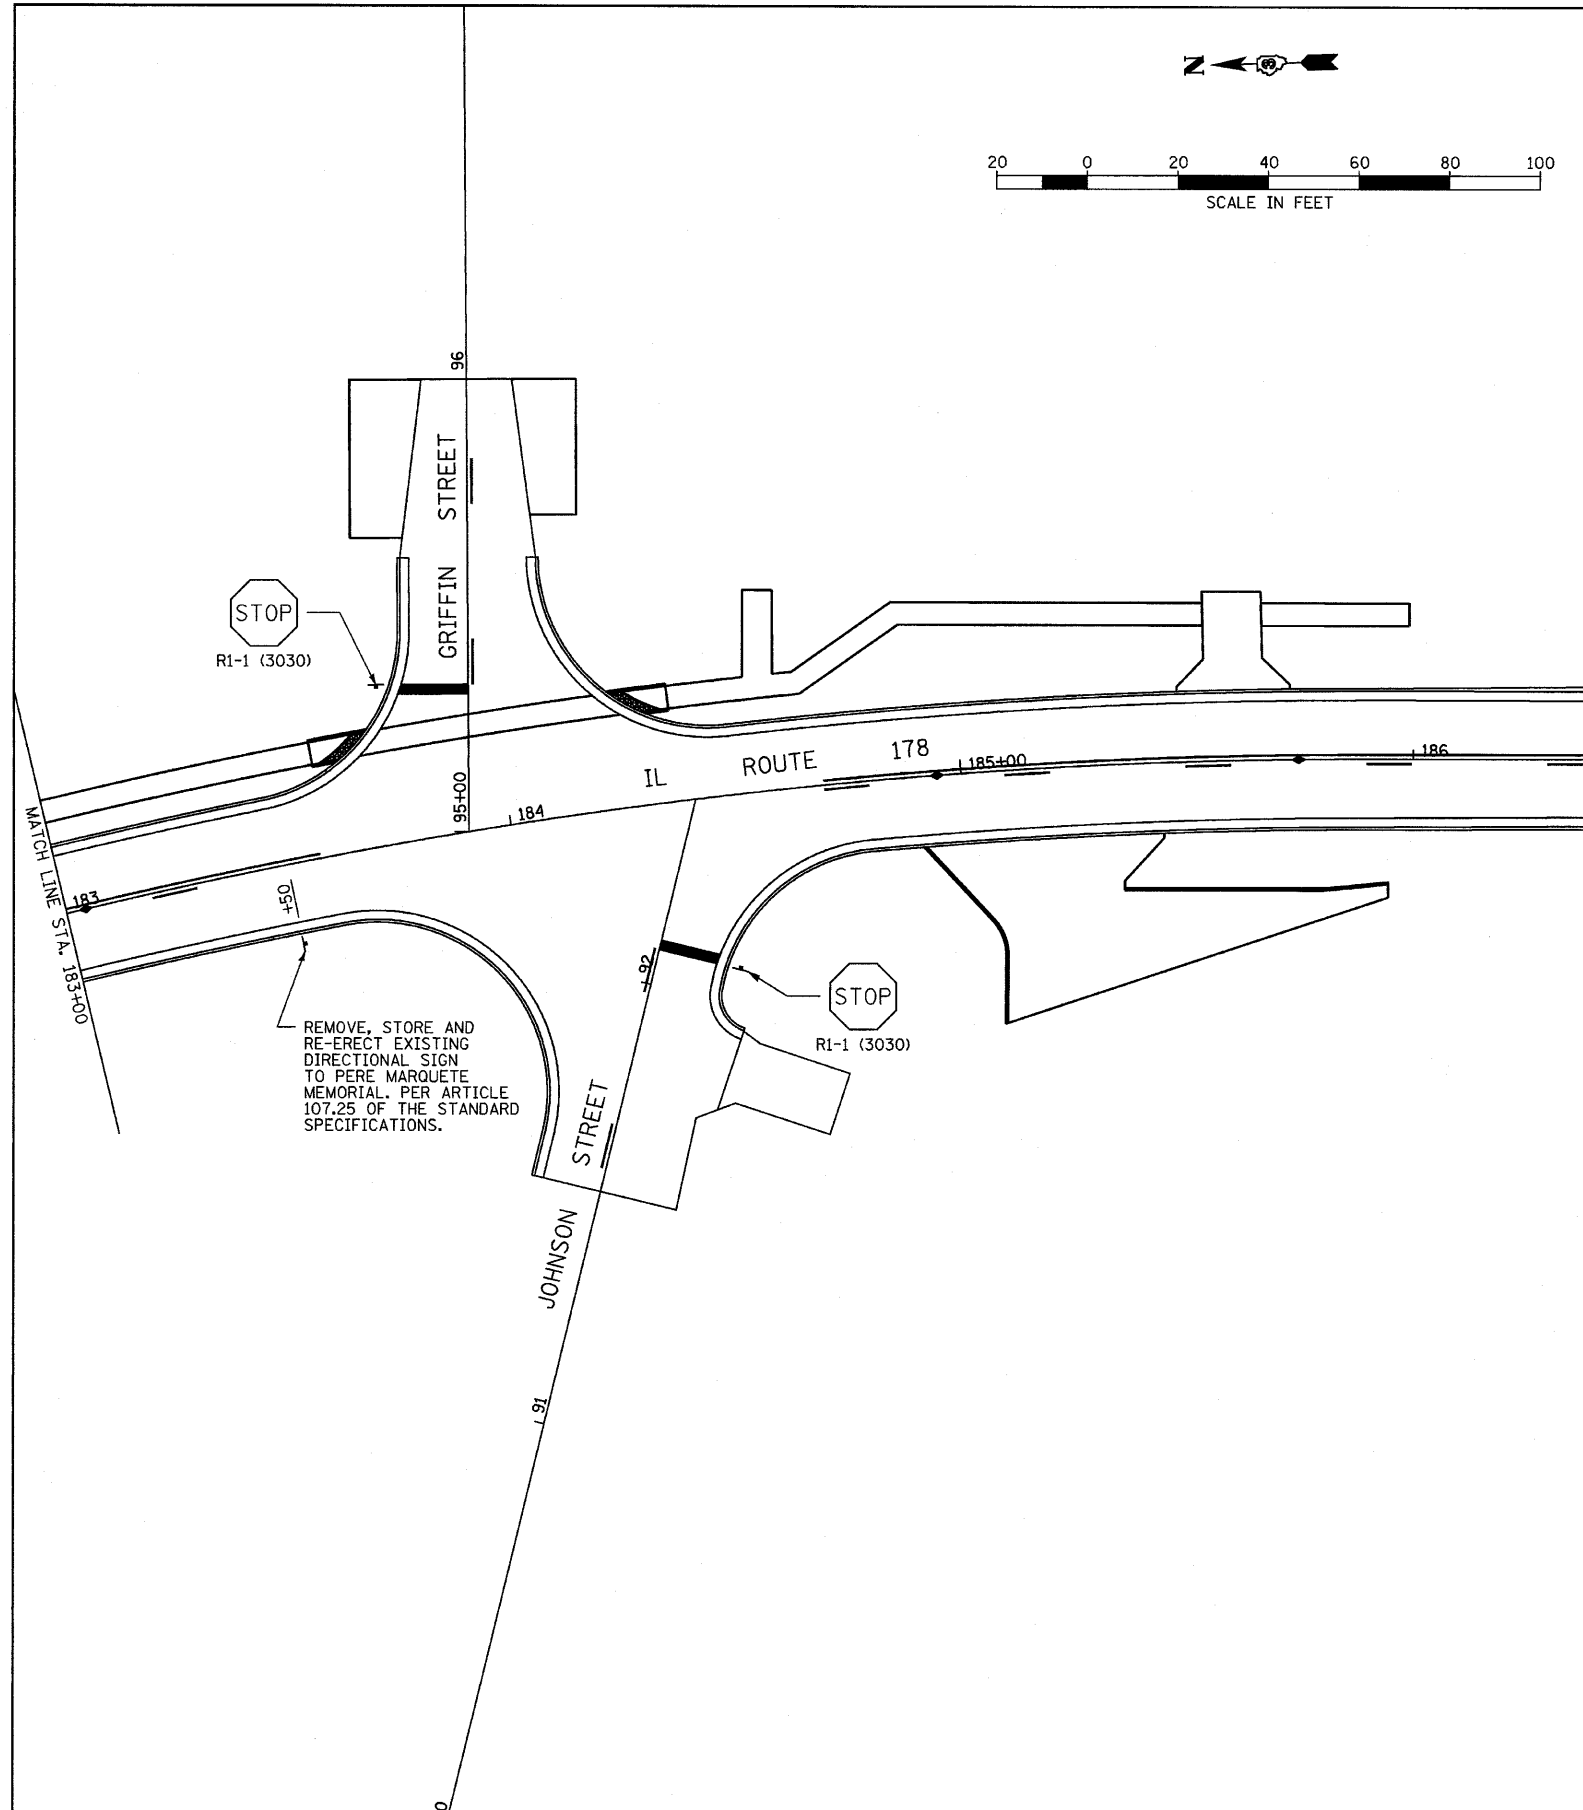 N
20 0 20 40 60 80 100
SCALE IN FEET
96
GRIFFIN STREET
STOP
R1-1 (3030)
95+00
IL ROUTE 178
184
185+00
186
183
MATCH LINE STA. 183+00
+50
REMOVE, STORE AND
RE-ERECT EXISTING
DIRECTIONAL SIGN
TO PERE MARQUETE
MEMORIAL. PER ARTICLE
107.25 OF THE STANDARD
SPECIFICATIONS.
92
STOP
R1-1 (3030)
JOHNSON STREET
91